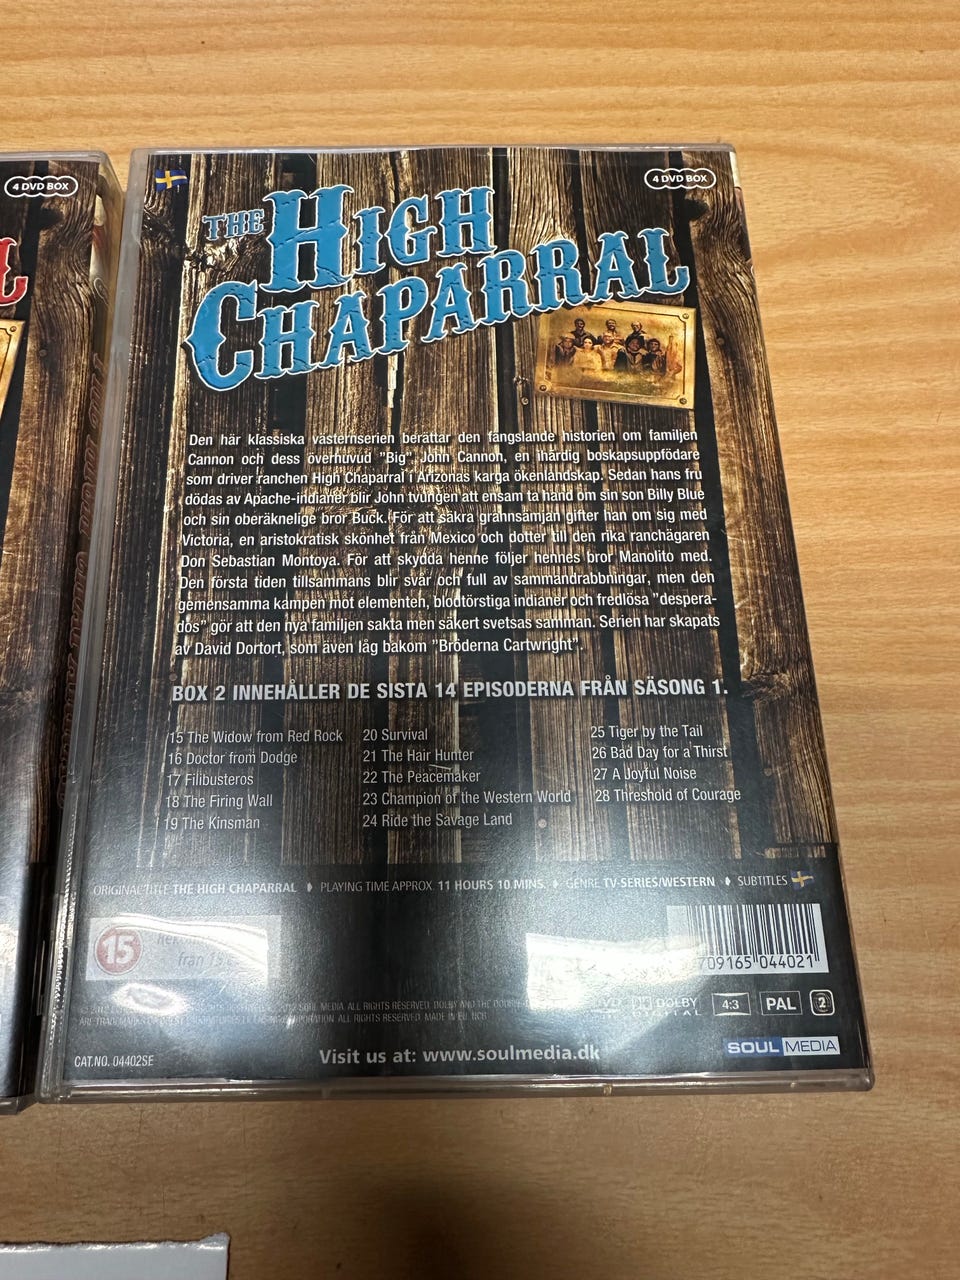 4 DVD BOX
4 DVD BOX
THE HIGH
CHAPARRAL
Den här klassiska västernserien berättar den fängslande historien om familjen
Cannon och dess överhuvud "Big" John Cannon, en ihärdig boskapsuppfödare
som driver ranchen High Chaparral i Arizonas karga ökenlandskap. Sedan hans fru
dödas av Apache-indianer blir John tvungen att ensam ta hand om sin son Billy Blue
och sin oberäknelige bror Buck. För att säkra grannsämjan gifter han om sig med
Victoria, en aristokratisk skönhet från Mexico och dotter till den rika ranchägaren
Don Sebastian Montoya. För att skydda henne följer hennes bror Manolito med.
Den första tiden tillsammans blir svår och full av sammandrabbningar, men den
gemensamma kampen mot elementen, blodtörstiga indianer och fredlösa "despera-
dos" gör att den nya familjen sakta men säkert svetsas samman. Serien har skapats
av David Dortort, som även låg bakom "Bröderna Cartwright".
BOX 2 INNEHÅLLER DE SISTA 14 EPISODERNA FRÅN SÄSONG 1.
15 The Widow from Red Rock
16 Doctor from Dodge
17 Filibusteros
18 The Firing Wall
19 The Kinsman
20 Survival
21 The Hair Hunter
22 The Peacemaker
23 Champion of the Western World
24 Ride the Savage Land
25 Tiger by the Tail
26 Bad Day for a Thirst
27 A Joyful Noise
28 Threshold of Courage
ORIGINAL TITLE THE HIGH CHAPARRAL PLAYING TIME APPROX. 11 HOURS 10 MINS. GENRE TV-SERIES/WESTERN SUBTITLES
15
från 15
709165 044021
SOUL MEDIA. ALL RIGHTS RESERVED. DOLBY AND THE DOUBLE-D
ALL RIGHTS RESERVED. MADE IN EU. NCB
DOLBY
DIGITAL
4:3
PAL
2
CAT.NO. 04402SE
Visit us at: www.soulmedia.dk
SOUL MEDIA